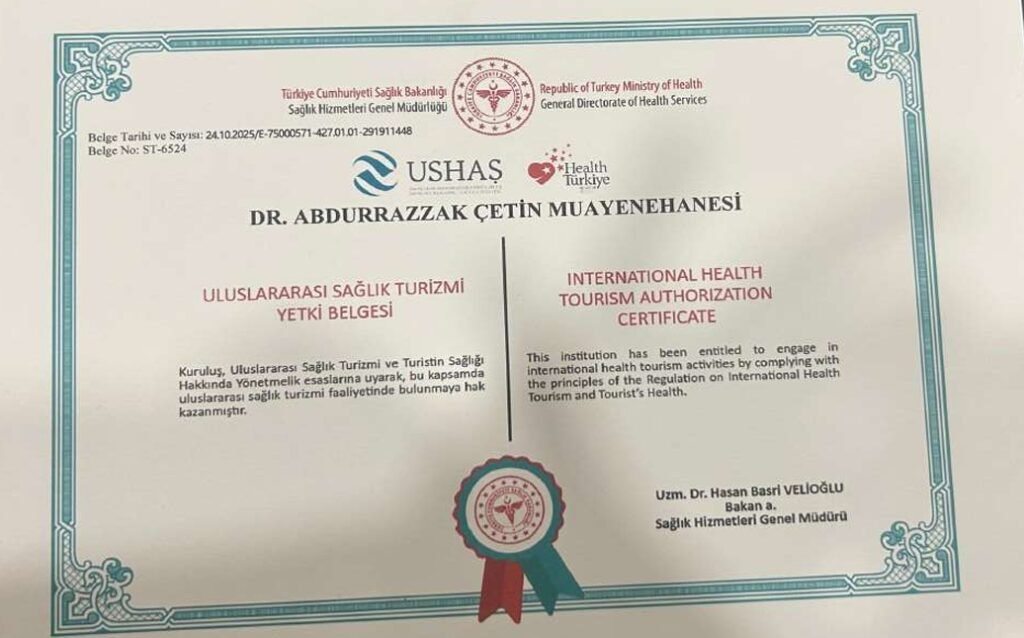 Türkiye Cumhuriyeti Sağlık Bakanlığı
Sağlık Hizmetleri Genel Müdürlüğü
Republic of Turkey Ministry of Health
General Directorate of Health Services
Belge Tarihi ve Sayısı: 24.10.2025/E-75000571-427.01.01-291911448
Belge No: ST-6524
USHAŞ
Health
Türkiye
DR. ABDURRAZZAK ÇETİN MUAYENEHANESİ
ULUSLARARASI SAĞLIK TURİZMİ
YETKİ BELGESİ
Kuruluş, Uluslararası Sağlık Turizmi ve Turistin Sağlığı
Hakkında Yönetmelik esaslarına uyarak, bu kapsamda
uluslararası sağlık turizmi faaliyetinde bulunmaya hak
kazanmıştır.
INTERNATIONAL HEALTH
TOURISM AUTHORIZATION
CERTIFICATE
This institution has been entitled to engage in
international health tourism activities by complying with
the principles of the Regulation on International Health
Tourism and Tourist's Health.
Uzm. Dr. Hasan Basri VELİOĞLU
Bakan a.
Sağlık Hizmetleri Genel Müdürü